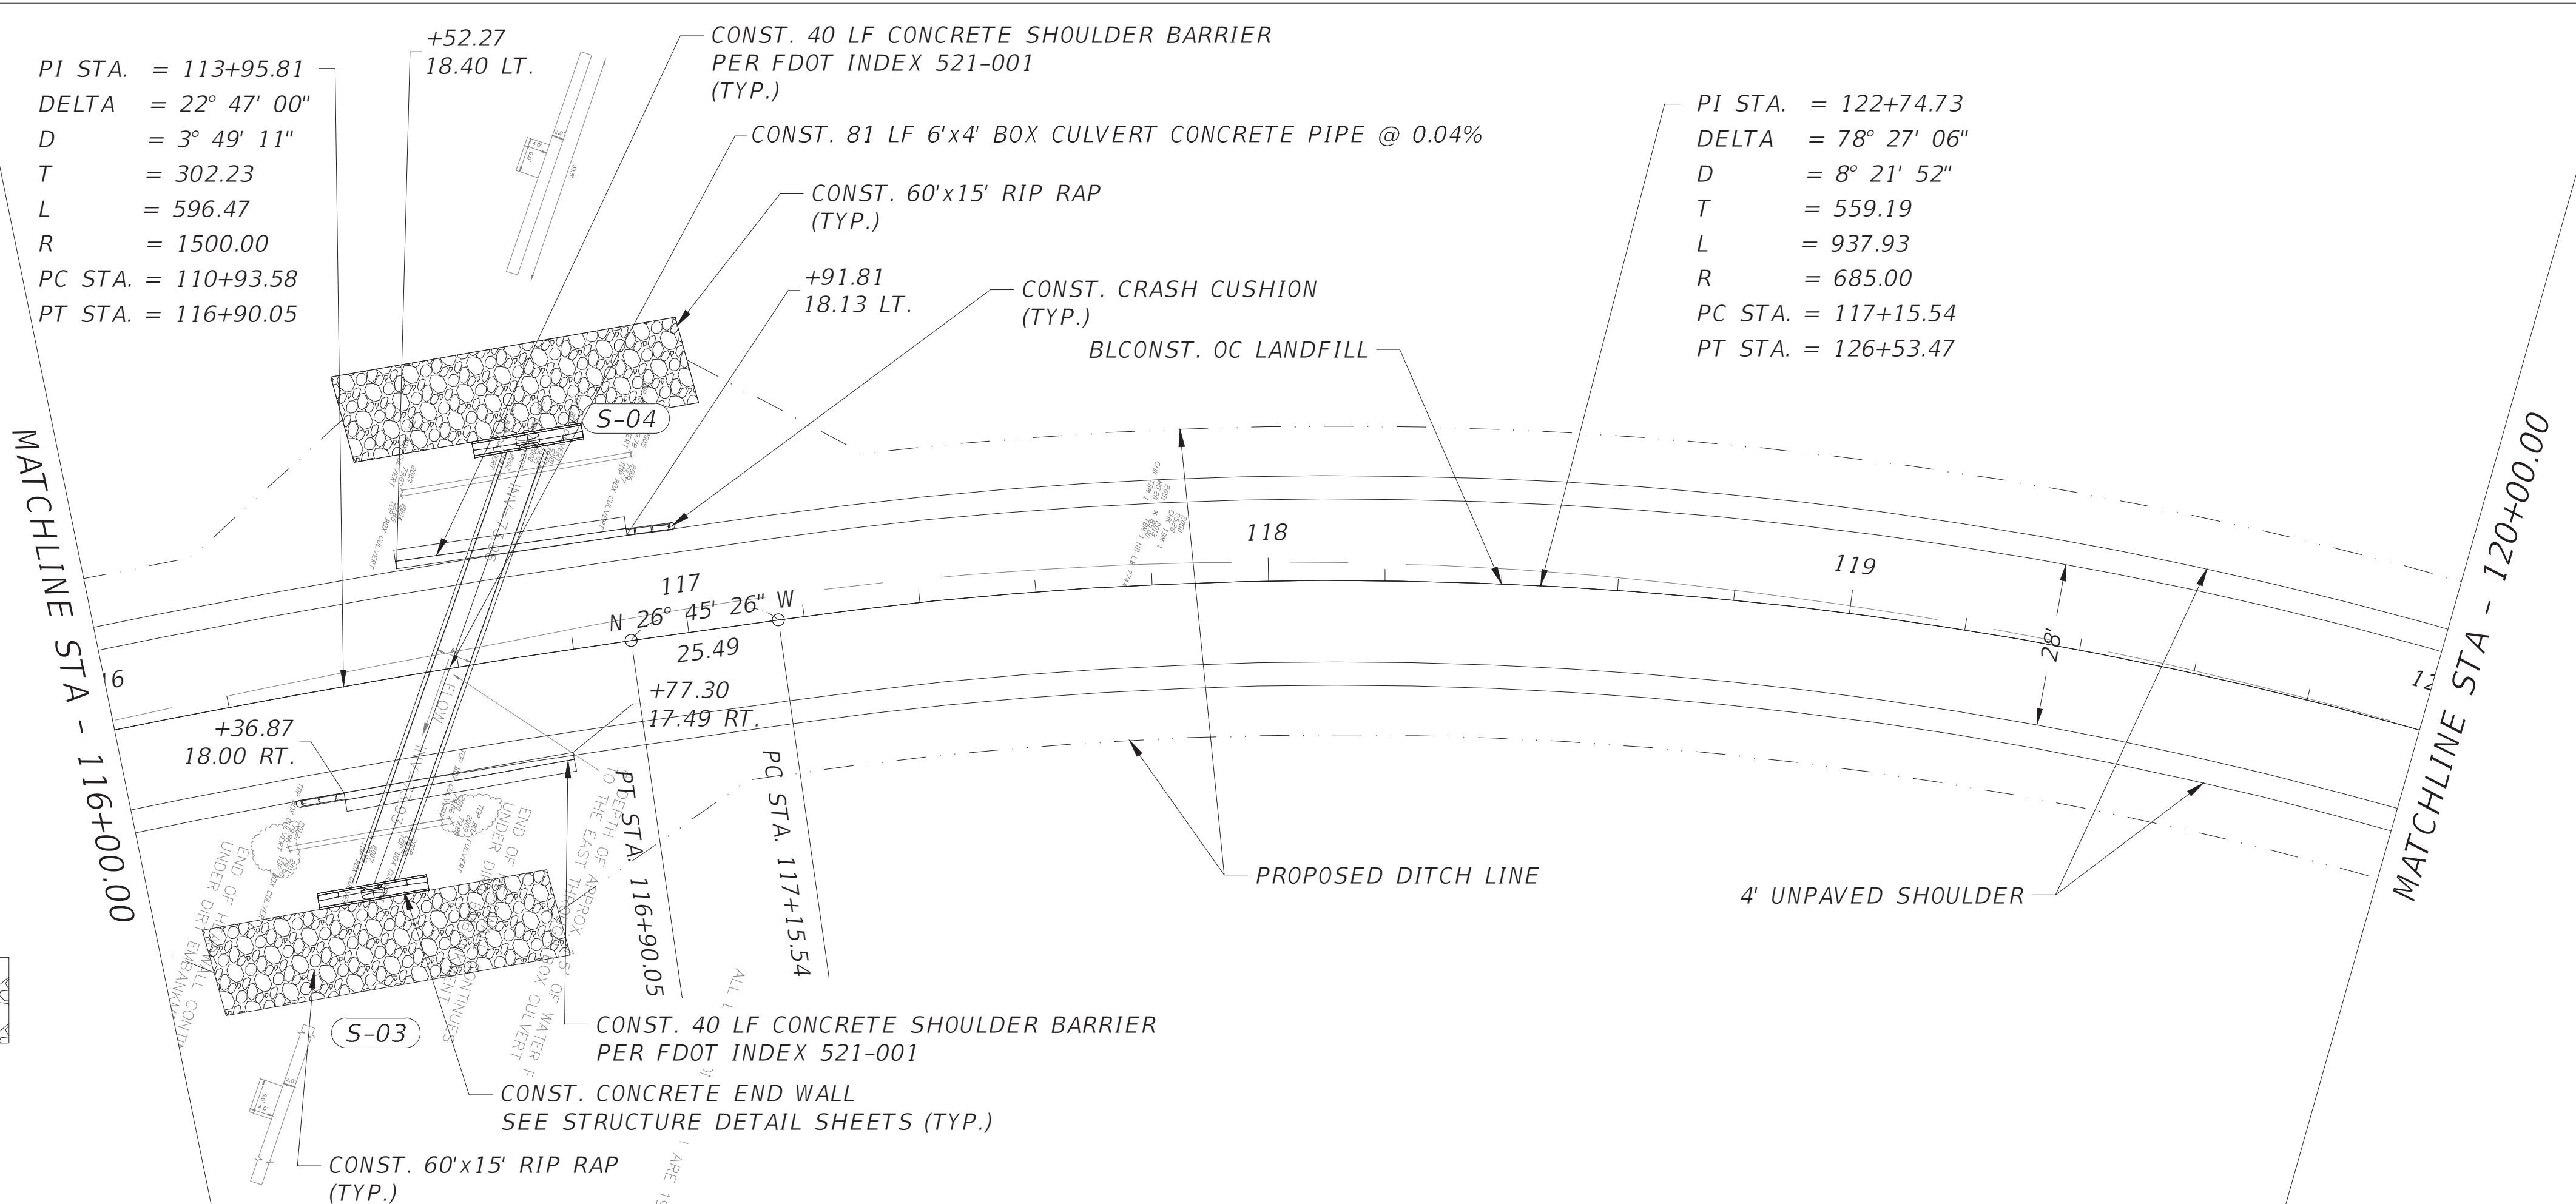 PI STA. = 113+95.81
DELTA = 22° 47' 00"
D = 3° 49' 11"
T = 302.23
L = 596.47
R = 1500.00
PC STA. = 110+93.58
PT STA. = 116+90.05
+52.27
18.40 LT.
CONST. 40 LF CONCRETE SHOULDER BARRIER
PER FDOT INDEX 521-001
(TYP.)
CONST. 81 LF 6'x4' BOX CULVERT CONCRETE PIPE @ 0.04%
CONST. 60'x15' RIP RAP
(TYP.)
+91.81
18.13 LT.
CONST. CRASH CUSHION
(TYP.)
BLCONST. OC LANDFILL
PI STA. = 122+74.73
DELTA = 78° 27' 06"
D = 8° 21' 52"
T = 559.19
L = 937.93
R = 685.00
PC STA. = 117+15.54
PT STA. = 126+53.47
S-04
MATCHLINE STA - 116+00.00
MATCHLINE STA - 120+00.00
117
118
119
N 26° 45' 26" W
25.49
28'
FLOW
+77.30
17.49 RT.
+36.87
18.00 RT.
PT STA. 116+90.05
PC STA. 117+15.54
PROPOSED DITCH LINE
4' UNPAVED SHOULDER
S-03
CONST. 40 LF CONCRETE SHOULDER BARRIER
PER FDOT INDEX 521-001
CONST. CONCRETE END WALL
SEE STRUCTURE DETAIL SHEETS (TYP.)
CONST. 60'x15' RIP RAP
(TYP.)